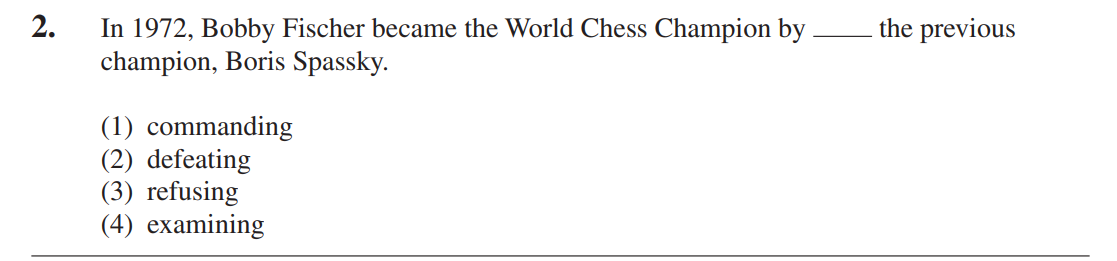 2. In 1972, Bobby Fischer became the World Chess Champion by ____ the previous
champion, Boris Spassky.
(1) commanding
(2) defeating
(3) refusing
(4) examining